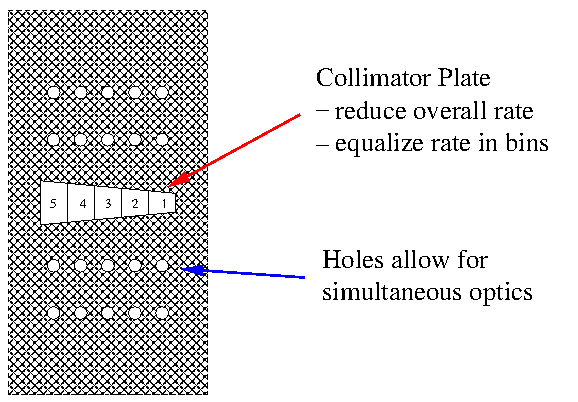 Collimator Plate
– reduce overall rate
– equalize rate in bins
5 4 3 2 1
Holes allow for
simultaneous optics